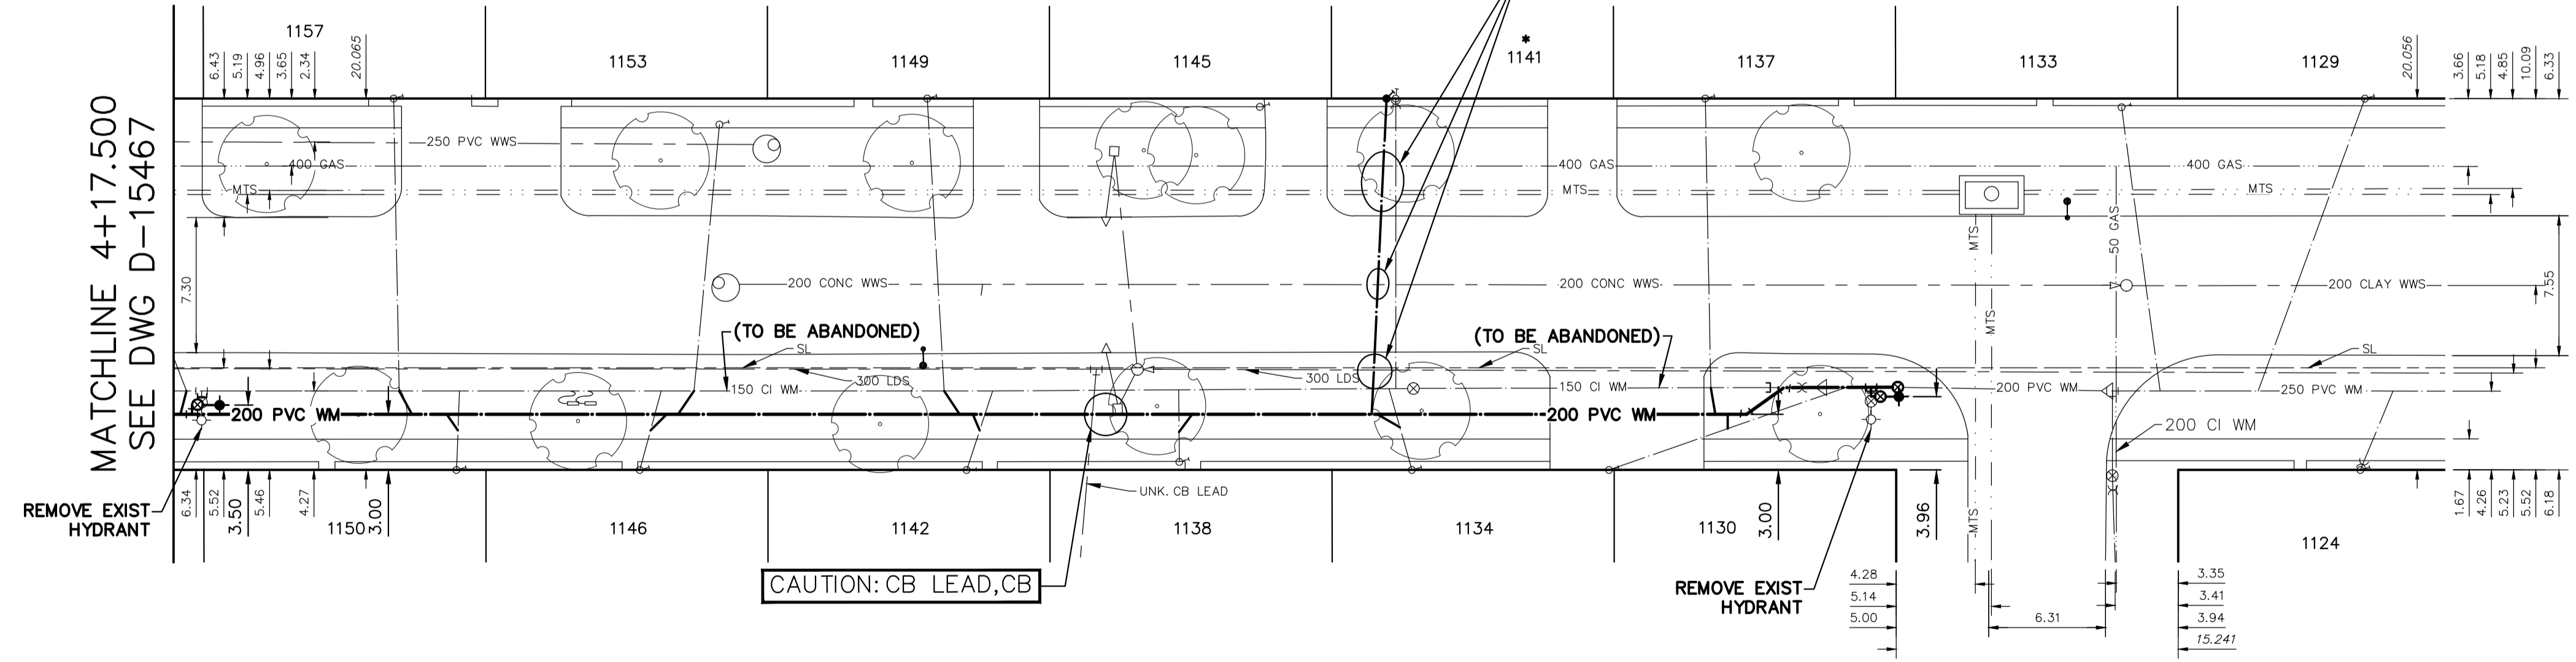 1157
1153
1149
1145
*
1141
1137
1133
1129
6.43
5.19
4.96
3.65
2.34
20.065
20.056
3.66
5.18
4.85
10.09
6.33
MATCHLINE 4+17.500
SEE DWG D-15467
250 PVC WWS
400 GAS
400 GAS
400 GAS
MTS
MTS
MTS
MTS
MTS
50 GAS
7.30
200 CONC WWS
200 CONC WWS
200 CLAY WWS
7.55
(TO BE ABANDONED)
(TO BE ABANDONED)
SL
SL
SL
300 LDS
300 LDS
150 CI WM
150 CI WM
200 PVC WM
250 PVC WM
200 PVC WM
200 PVC WM
200 CI WM
REMOVE EXIST
HYDRANT
6.34
5.52
3.50
5.46
4.27
3.00
1150
1146
1142
1138
1134
1130
1124
UNK. CB LEAD
3.00
3.96
MTS
1.67
4.26
5.23
5.52
6.18
CAUTION: CB LEAD,CB
REMOVE EXIST
HYDRANT
4.28
5.14
5.00
6.31
3.35
3.41
3.94
15.241